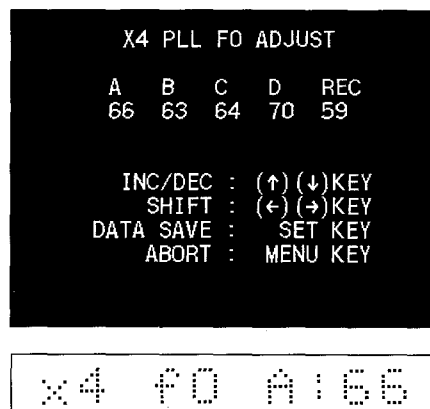 X4 PLL FO ADJUST
A B C D REC
66 63 64 70 59
INC/DEC : (↑)(↓)KEY
SHIFT : (←)(→)KEY
DATA SAVE : SET KEY
ABORT : MENU KEY
x4 f0 A:66